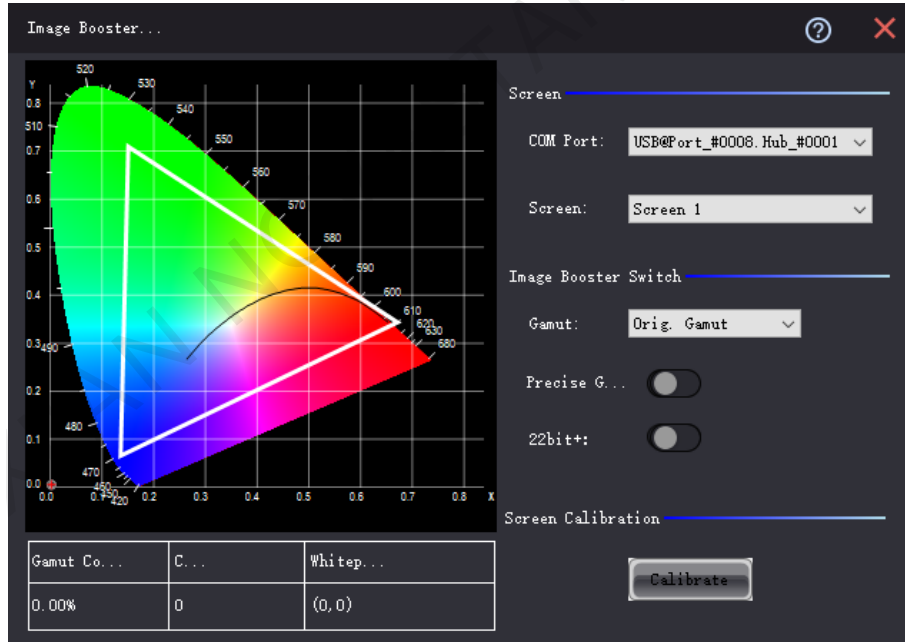 Image Booster...
520
Y
530
0.8
540
510
550
0.7
560
0.6
570
580
0.5
590
0.4
600
610
620
630
0.3
490
680
0.2
480
0.1
470
460
420
0.0
0.0 0.1 0.2 0.3 0.4 0.5 0.6 0.7 0.8 X
Gamut Co... C... Whitep...
0.00% 0 (0,0)
Screen
COM Port: USB@Port_#0008.Hub_#0001
Screen: Screen 1
Image Booster Switch
Gamut: Orig. Gamut
Precise G...
22bit+:
Screen Calibration
Calibrate